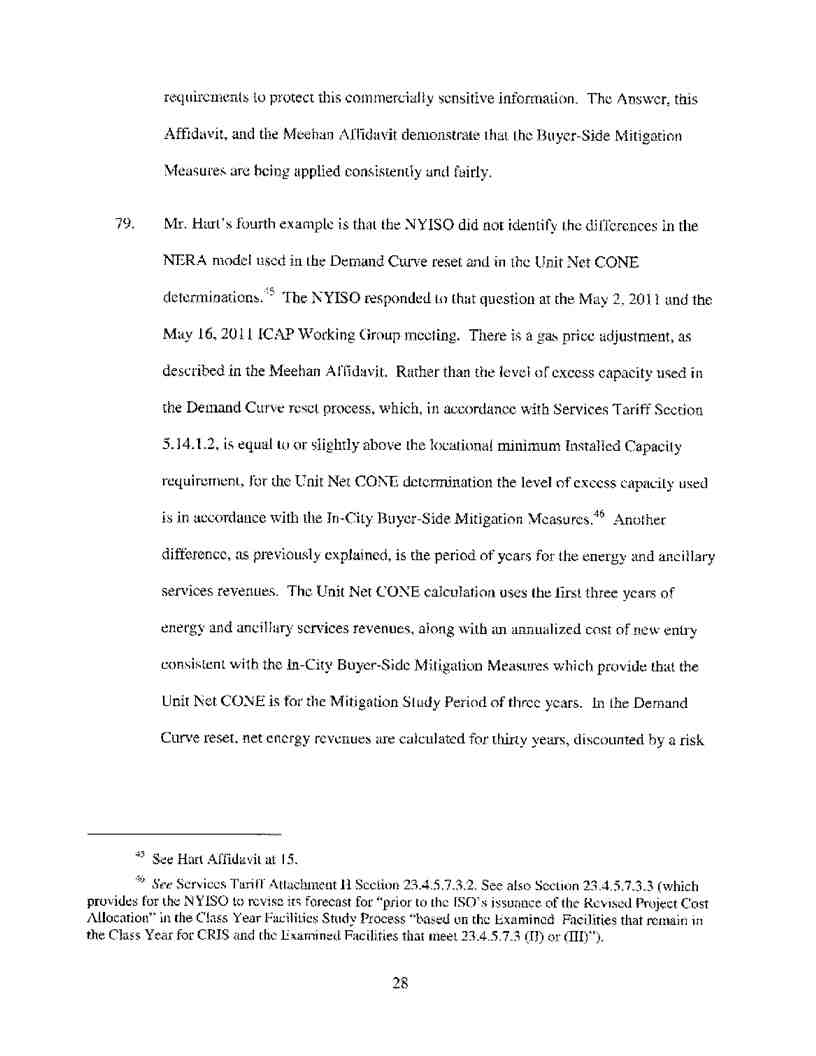 requirements to protect this commercially sensitive information. The Answer, this
Affidavit, and the Meehan Affidavit demonstrate that the Buyer-Side Mitigation
Measures are being applied consistently and fairly.
79. Mr. Hart's fourth example is that the NYISO did not identify the differences in the
NERA model used in the Demand Curve reset and in the Unit Net CONE
determinations.45 The NYISO responded to that question at the May 2, 2011 and the
May 16, 2011 ICAP Working Group meeting. There is a gas price adjustment, as
described in the Meehan Affidavit. Rather than the level of excess capacity used in
the Demand Curve reset process, which, in accordance with Services Tariff Section
5.14.1.2, is equal to or slightly above the locational minimum Installed Capacity
requirement, for the Unit Net CONE determination the level of excess capacity used
is in accordance with the In-City Buyer-Side Mitigation Measures.46 Another
difference, as previously explained, is the period of years for the energy and ancillary
services revenues. The Unit Net CONE calculation uses the first three years of
energy and ancillary services revenues, along with an annualized cost of new entry
consistent with the In-City Buyer-Side Mitigation Measures which provide that the
Unit Net CONE is for the Mitigation Study Period of three years. In the Demand
Curve reset, net energy revenues are calculated for thirty years, discounted by a risk
45 See Hart Affidavit at 15.
46 See Services Tariff Attachment H Section 23.4.5.7.3.2. See also Section 23.4.5.7.3.3 (which
provides for the NYISO to revise its forecast for "prior to the ISO's issuance of the Revised Project Cost
Allocation" in the Class Year Facilities Study Process "based on the Examined Facilities that remain in
the Class Year for CRIS and the Examined Facilities that meet 23.4.5.7.3 (II) or (III)").
28